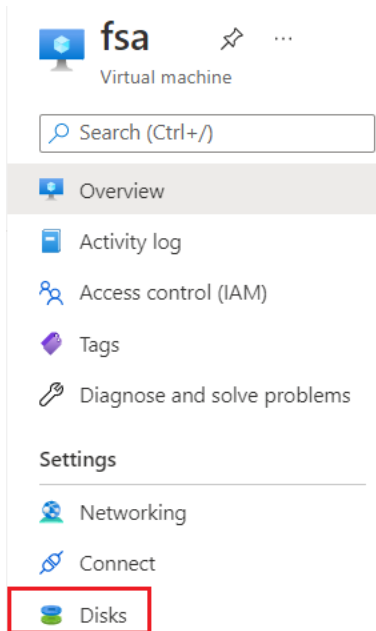 fsa
Virtual machine
Search (Ctrl+/)
Overview
Activity log
Access control (IAM)
Tags
Diagnose and solve problems
Settings
Networking
Connect
Disks